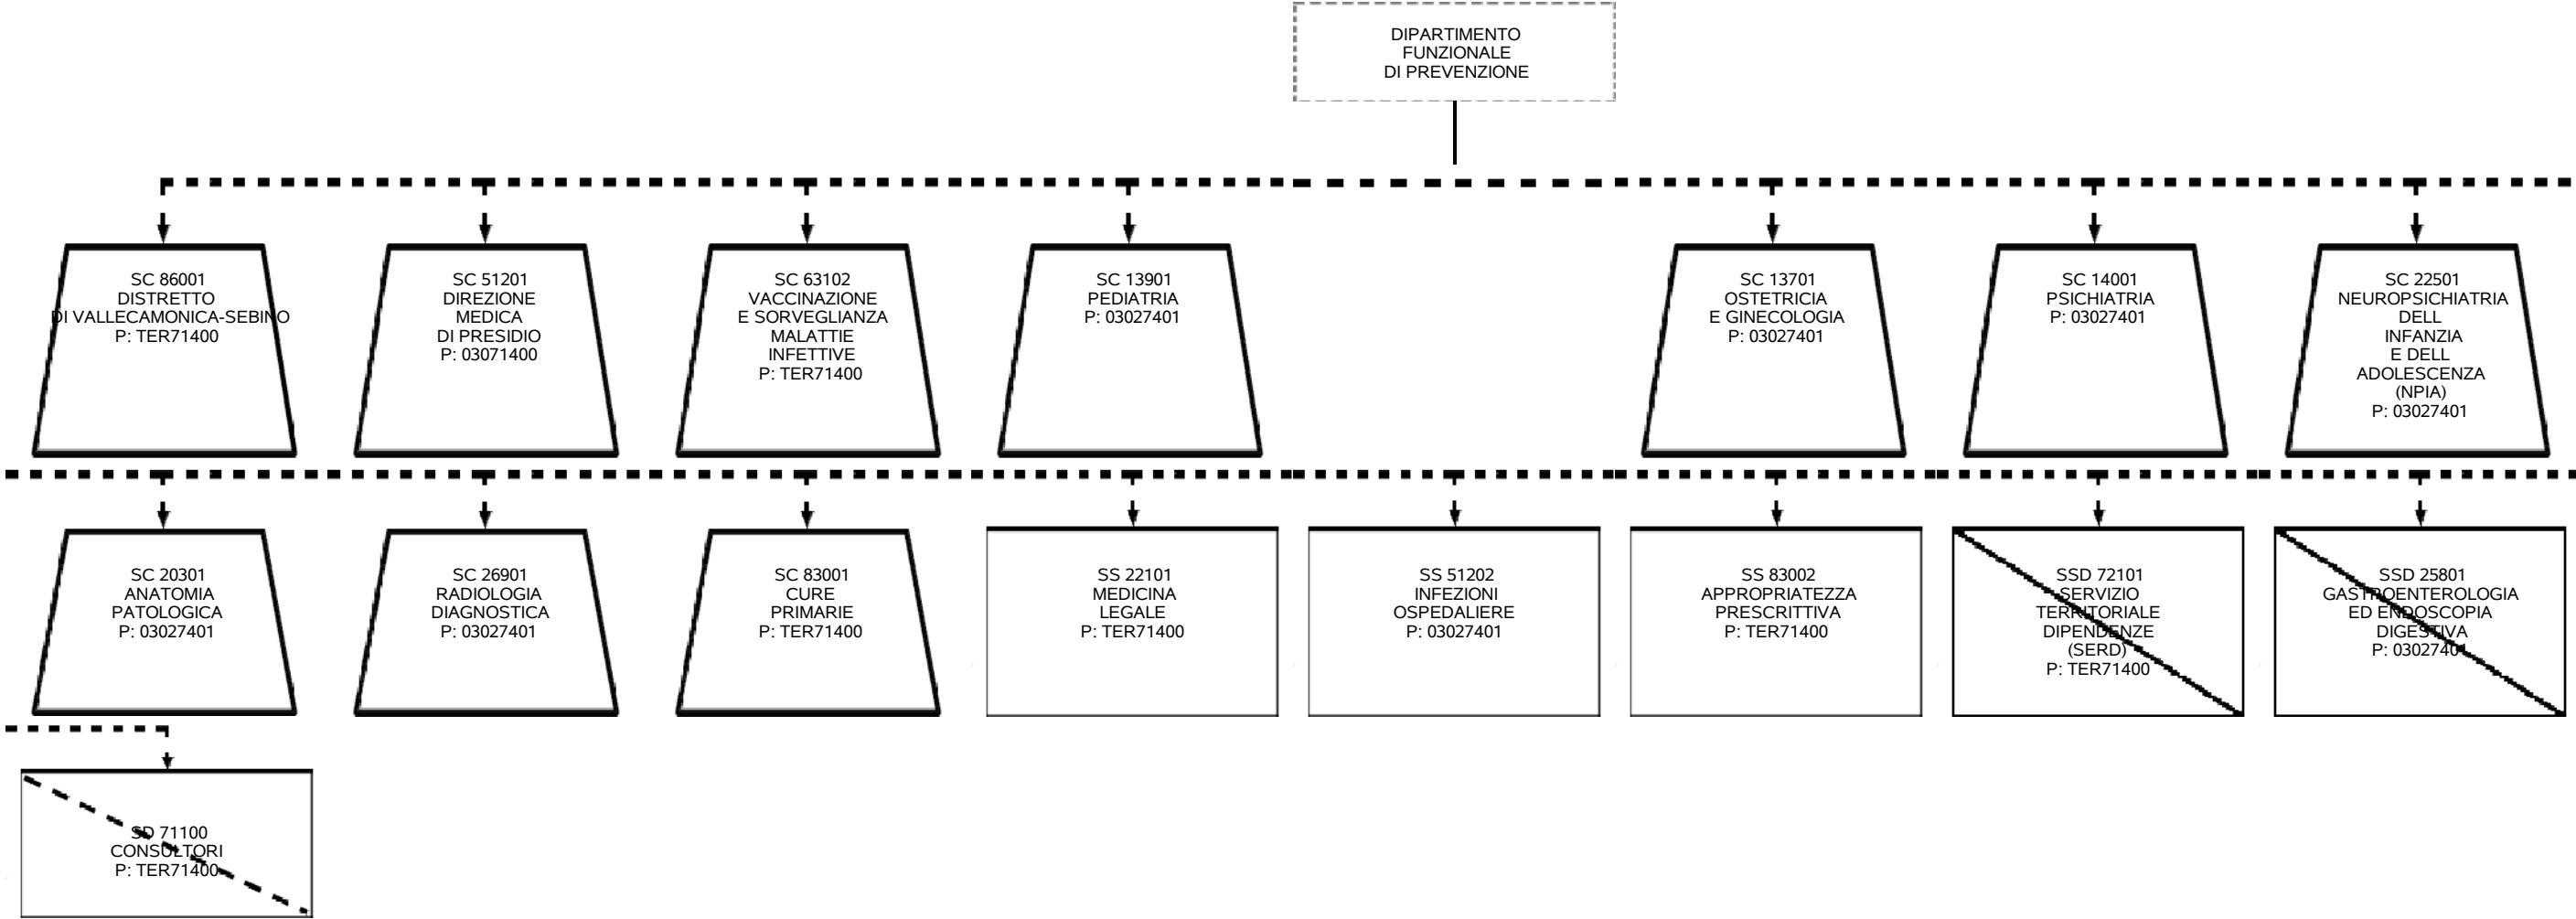 DIPARTIMENTO
FUNZIONALE
DI PREVENZIONE
SC 86001
DISTRETTO
DI VALLECAMONICA-SEBINO
P: TER71400
SC 51201
DIREZIONE
MEDICA
DI PRESIDIO
P: 03071400
SC 63102
VACCINAZIONE
E SORVEGLIANZA
MALATTIE
INFETTIVE
P: TER71400
SC 13901
PEDIATRIA
P: 03027401
SC 13701
OSTETRICIA
E GINECOLOGIA
P: 03027401
SC 14001
PSICHIATRIA
P: 03027401
SC 22501
NEUROPSICHIATRIA
DELL
INFANZIA
E DELL
ADOLESCENZA
(NPIA)
P: 03027401
SC 20301
ANATOMIA
PATOLOGICA
P: 03027401
SC 26901
RADIOLOGIA
DIAGNOSTICA
P: 03027401
SC 83001
CURE
PRIMARIE
P: TER71400
SS 22101
MEDICINA
LEGALE
P: TER71400
SS 51202
INFEZIONI
OSPEDALIERE
P: 03027401
SS 83002
APPROPRIATEZZA
PRESCRITTIVA
P: TER71400
SSD 72101
SERVIZIO
TERRITORIALE
DIPENDENZE
(SERD)
P: TER71400
SSD 25801
GASTROENTEROLOGIA
ED ENDOSCOPIA
DIGESTIVA
P: 03027401
SD 71100
CONSULTORI
P: TER71400